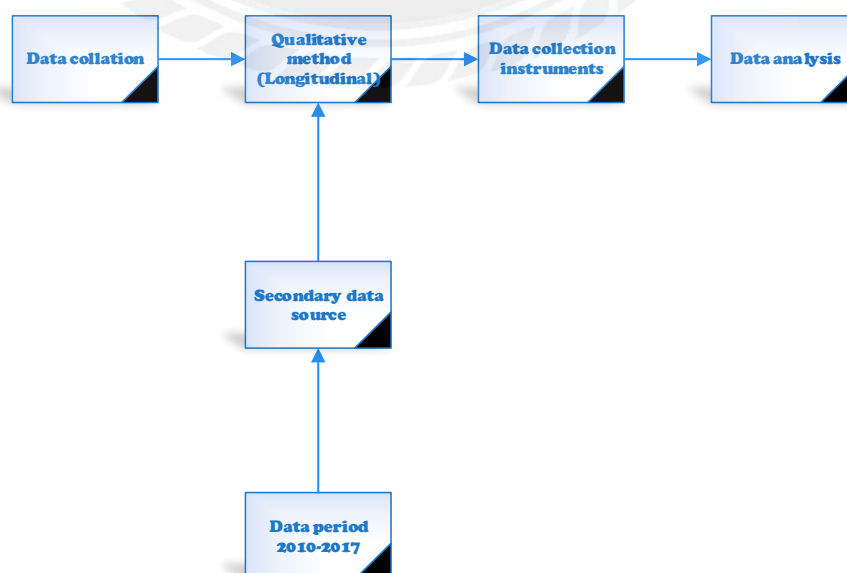 Data collation
Qualitative
method
(Longitudinal)
Data collection
instruments
Data analysis
Secondary data
source
Data period
2010-2017